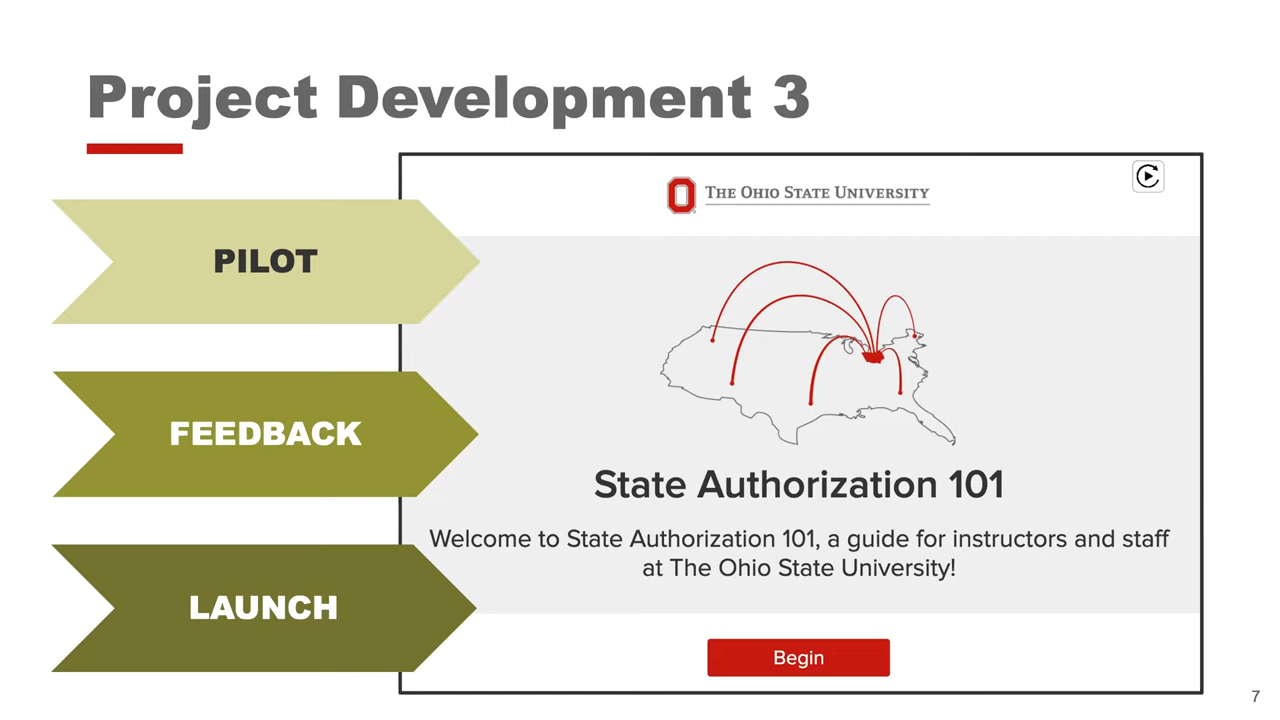 Project Development 3
PILOT
FEEDBACK
LAUNCH
THE OHIO STATE UNIVERSITY
State Authorization 101
Welcome to State Authorization 101, a guide for instructors and staff
at The Ohio State University!
Begin
7